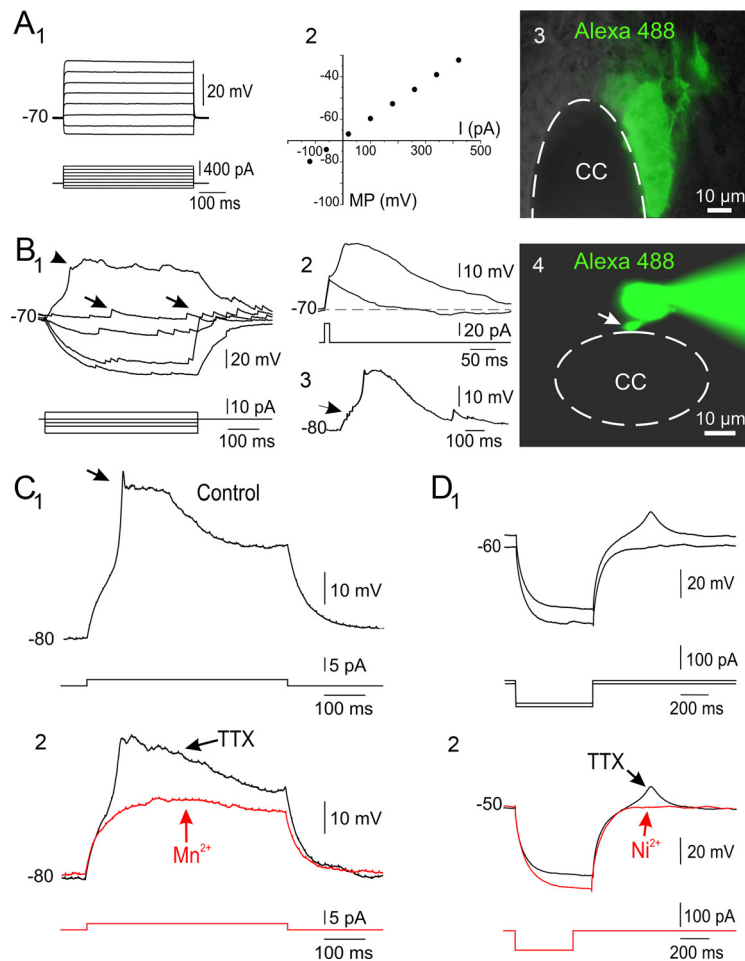 A1
20 mV
-70
400 pA
100 ms
2
-40
-60
-80
-100
-100
100
300
500
I (pA)
MP (mV)
3
Alexa 488
CC
10 µm
B1
-70
20 mV
10 pA
100 ms
2
10 mV
-70
20 pA
50 ms
3
10 mV
-80
100 ms
4
Alexa 488
CC
10 µm
C1
Control
10 mV
-80
5 pA
100 ms
2
TTX
10 mV
Mn2+
-80
5 pA
100 ms
D1
-60
20 mV
100 pA
200 ms
2
TTX
-50
Ni2+
20 mV
100 pA
200 ms